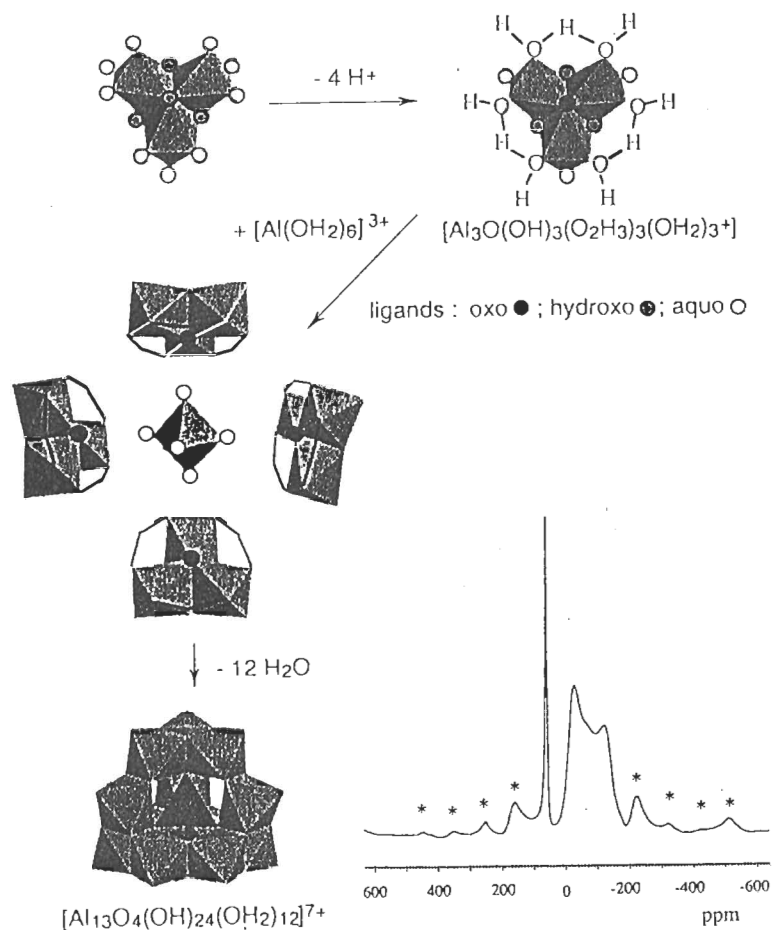 H H H
O O
- 4 H+
O O
H - O O - H
H H
O O
H O H
+ [Al(OH2)6]3+
[Al3O(OH)3(O2H3)3(OH2)3+]
ligands : oxo ● ; hydroxo ; aquo O
- 12 H2O
* * * * * * * *
600 400 200 0 -200 -400 -600
ppm
[Al13O4(OH)24(OH2)12]7+